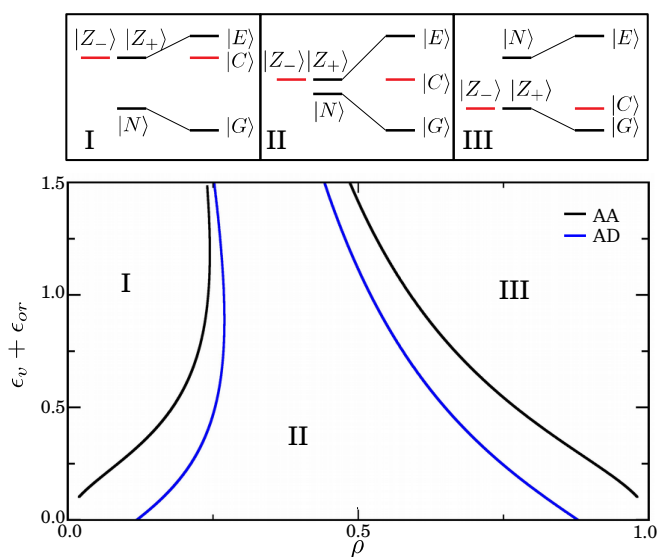 |Z₋⟩ |Z₊⟩ |E⟩
|C⟩
|N⟩ |G⟩
I
|Z₋⟩ |Z₊⟩ |E⟩
|C⟩
|N⟩ |G⟩
II
|N⟩ |E⟩
|Z₋⟩ |Z₊⟩ |C⟩
|G⟩
III
1.5
1.0
0.5
0.0
ϵ_v + ϵ_or
AA
AD
I
III
II
0.0 0.5 1.0
ρ